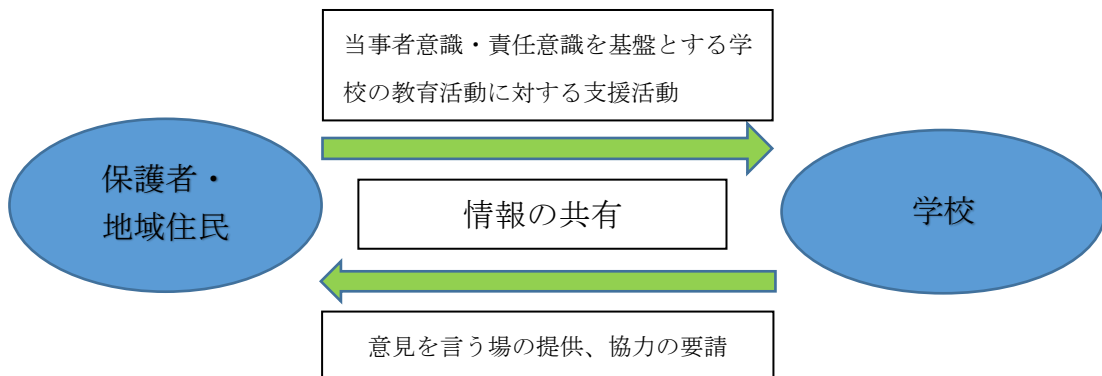 当事者意識・責任意識を基盤とする学
校の教育活動に対する支援活動
保護者・
地域住民
情報の共有
学校
意見を言う場の提供、協力の要請